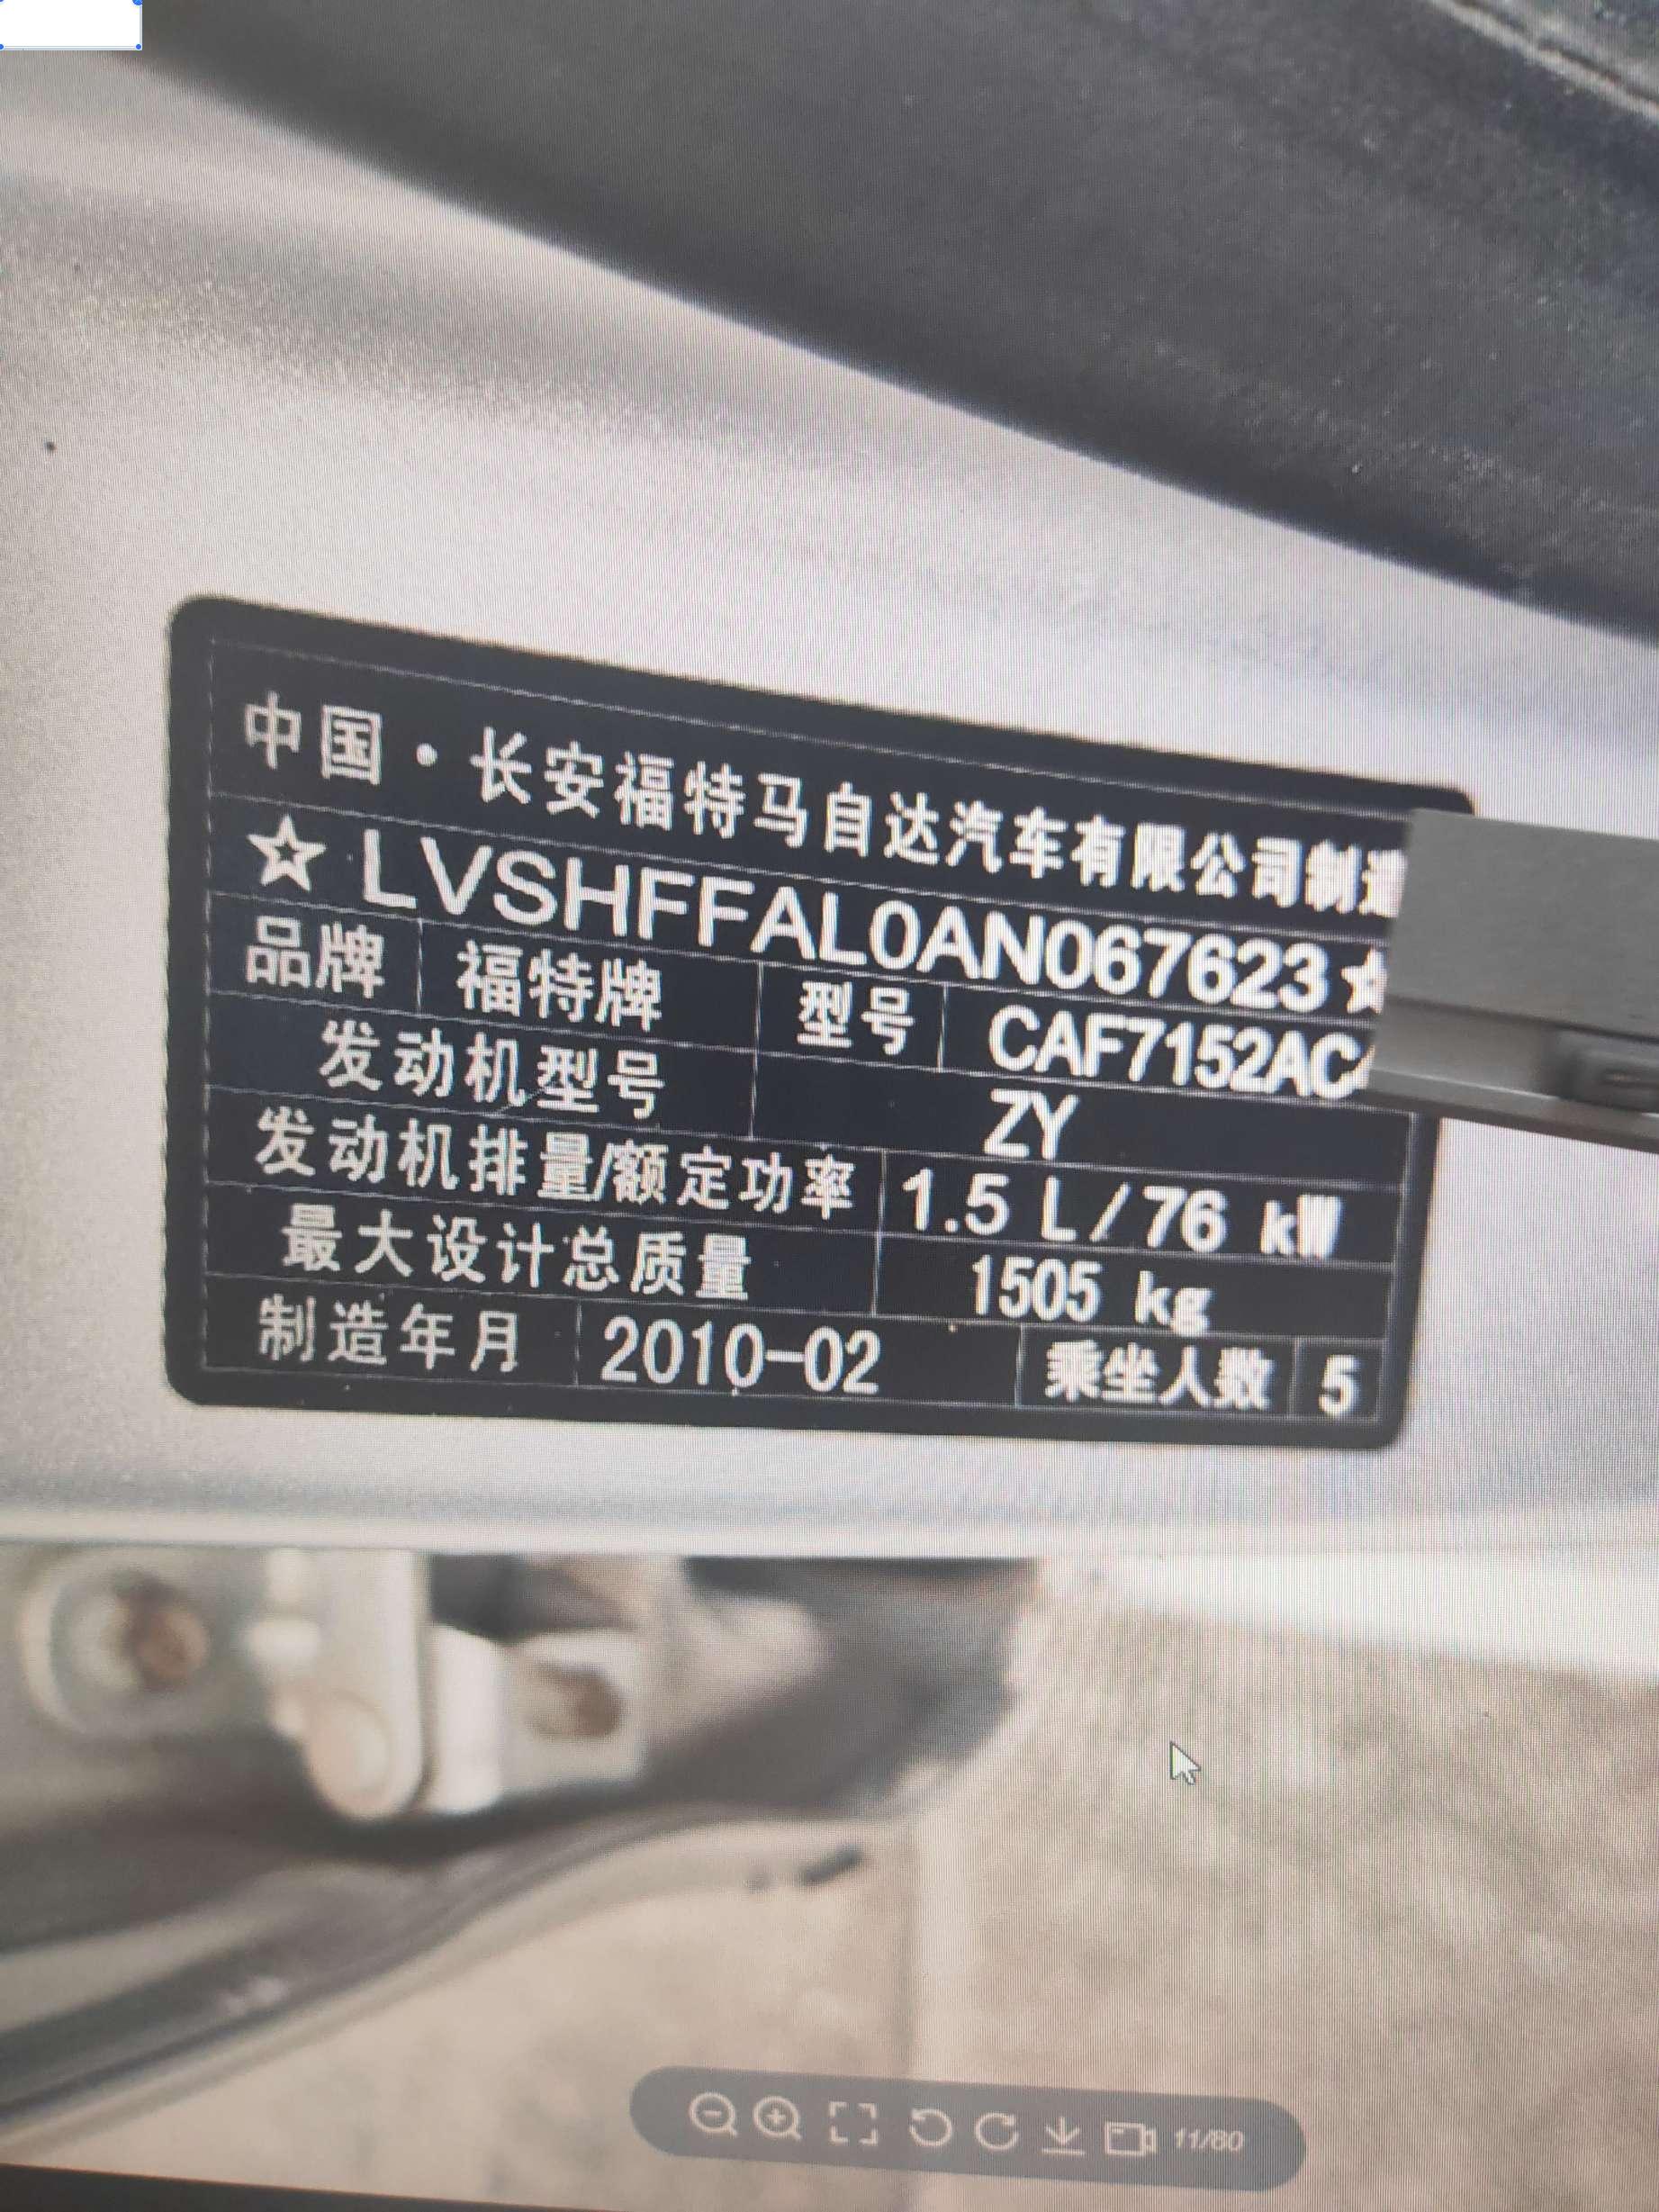 中国·长安福特马自达汽车有限公司制造
☆LVSHFFAL0AN067623☆
品牌 福特牌 型号 CAF7152AC
发动机型号 ZY
发动机排量/额定功率 1.5 L/76 kW
最大设计总质量 1505 kg
制造年月 2010-02 乘坐人数 5
11/80